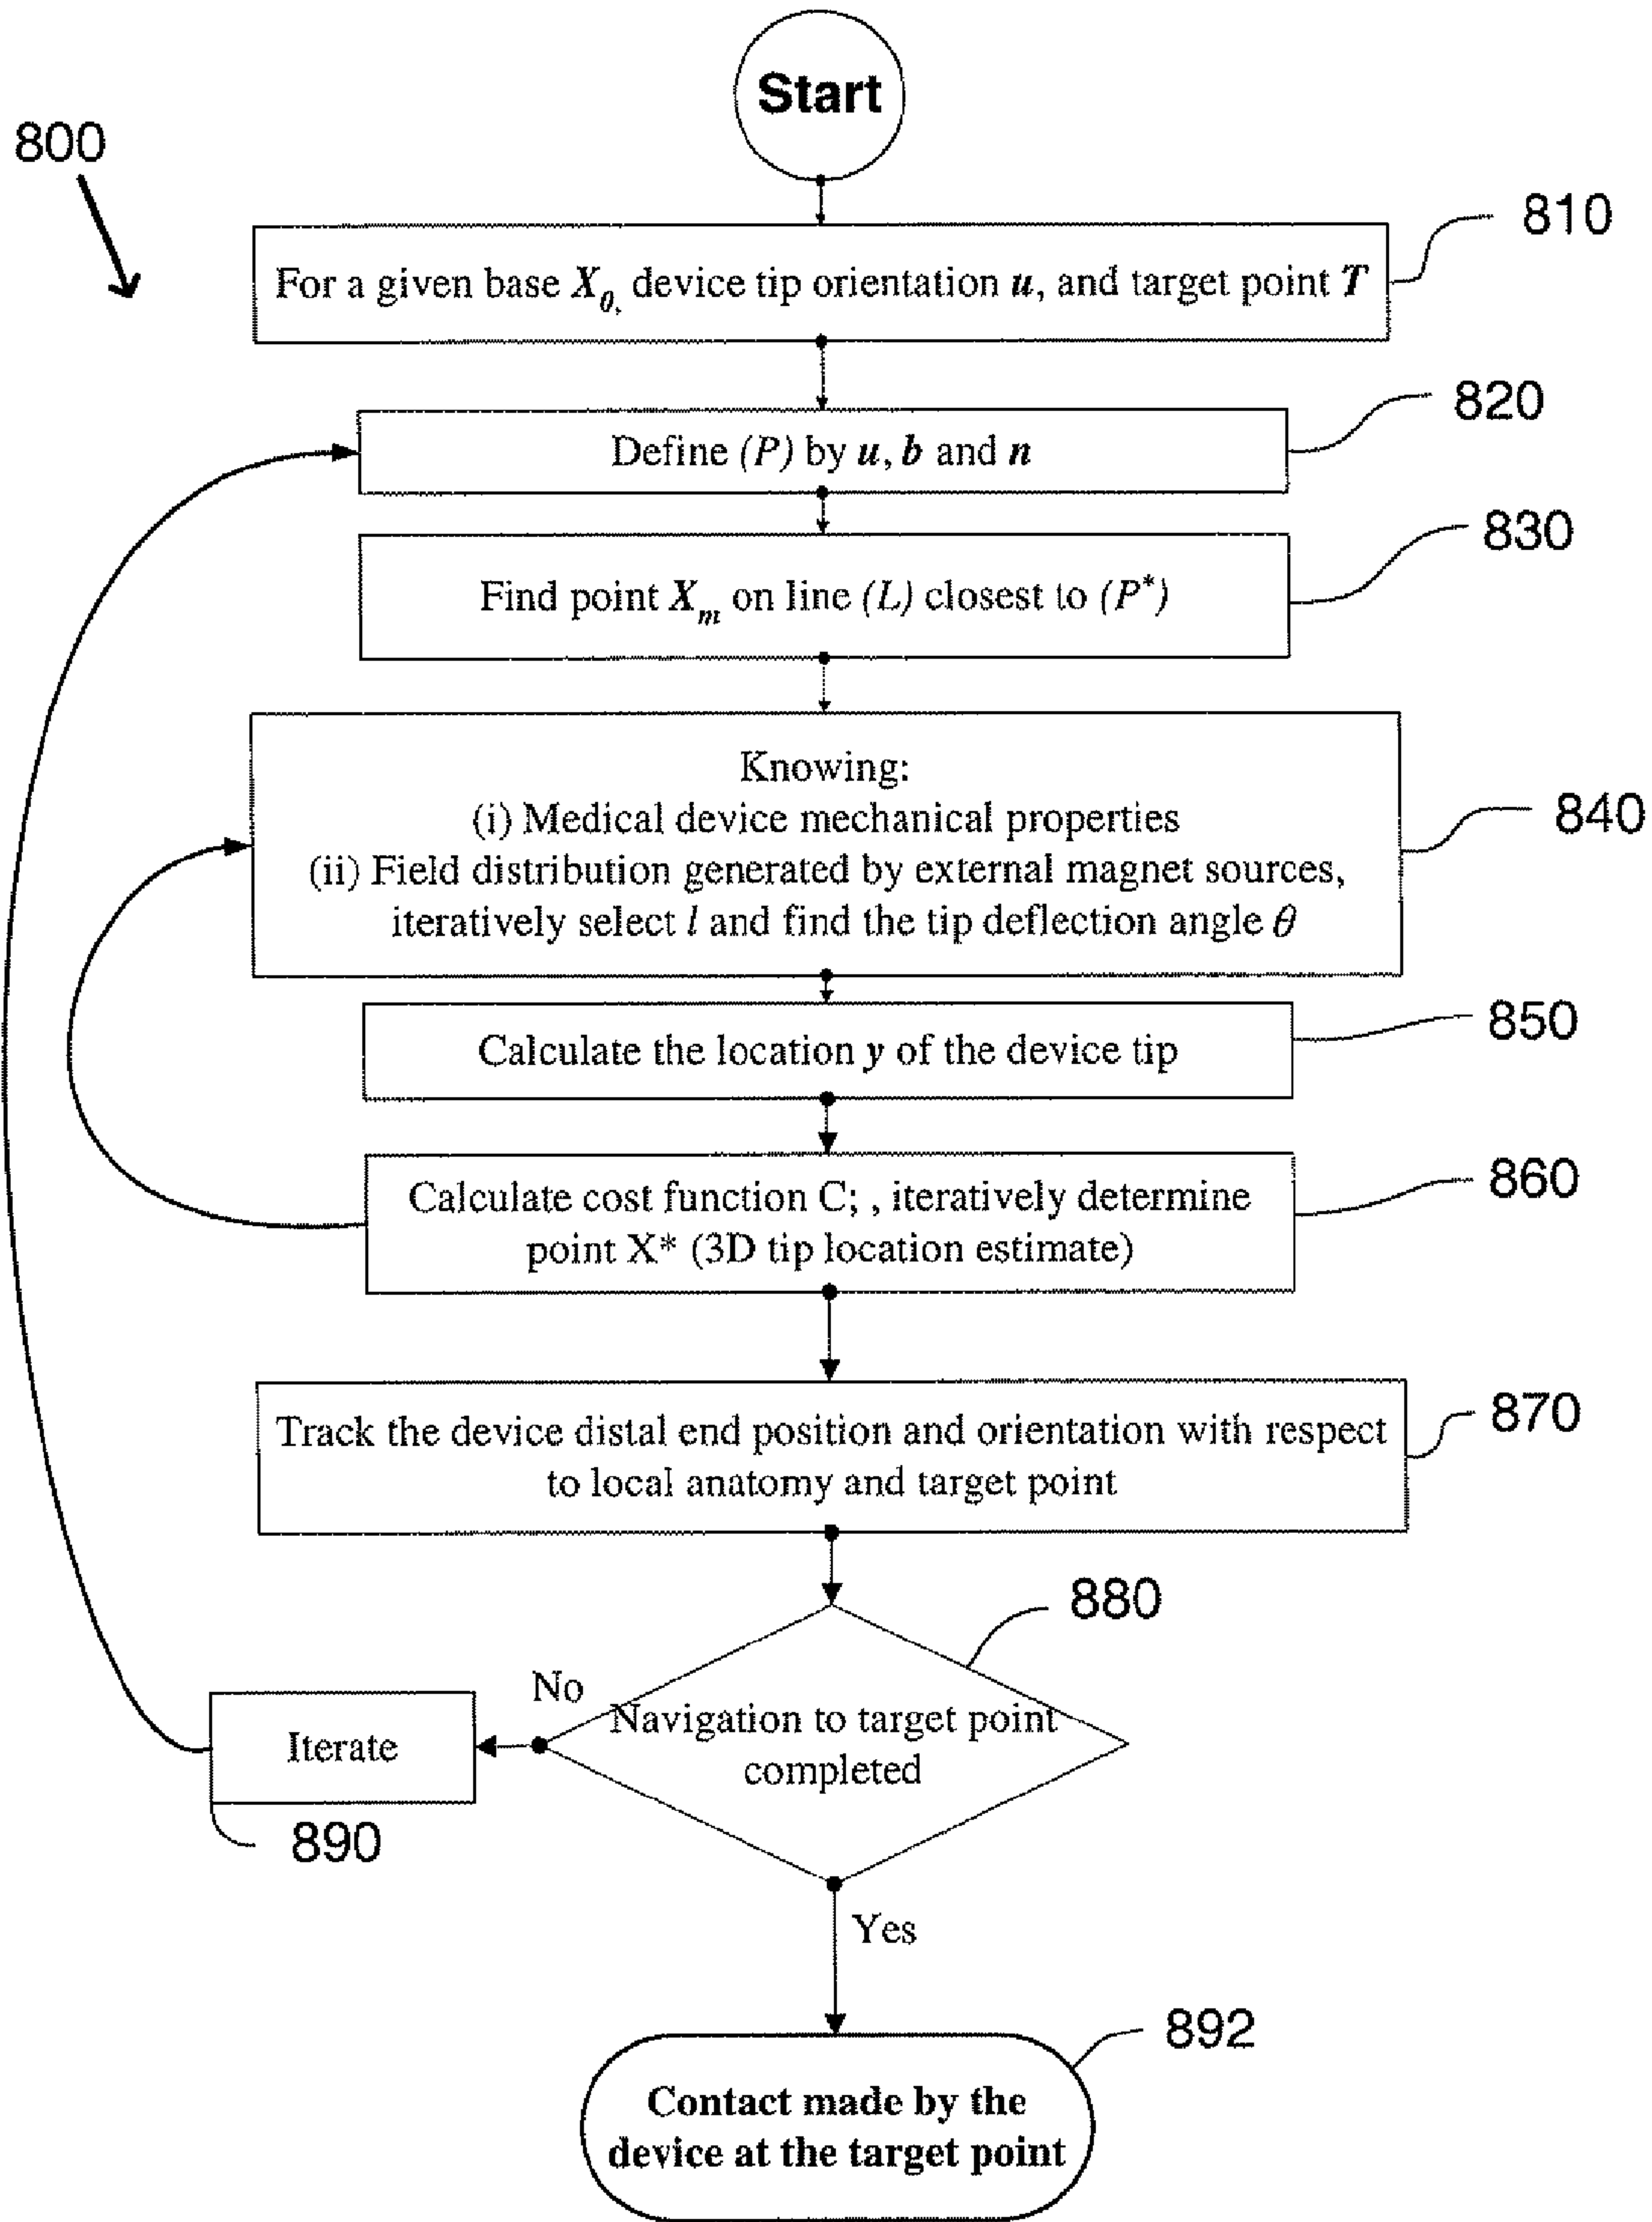 Start
800
810
For a given base X0, device tip orientation u, and target point T
820
Define (P) by u, b and n
830
Find point Xm on line (L) closest to (P*)
Knowing:
(i) Medical device mechanical properties
(ii) Field distribution generated by external magnet sources,
iteratively select l and find the tip deflection angle θ
840
850
Calculate the location y of the device tip
860
Calculate cost function C; , iteratively determine
point X* (3D tip location estimate)
870
Track the device distal end position and orientation with respect
to local anatomy and target point
880
No
Navigation to target point
completed
Iterate
890
Yes
892
Contact made by the
device at the target point